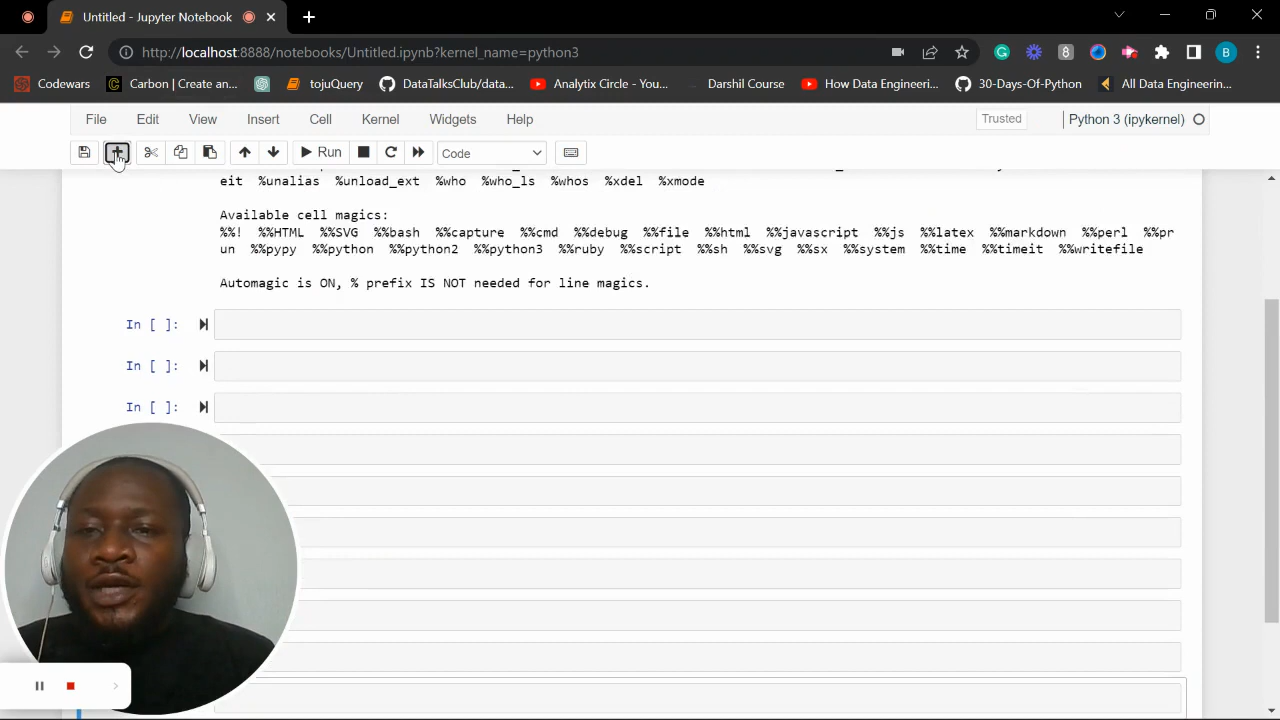 Untitled - Jupyter Notebook
http://localhost:8888/notebooks/Untitled.ipynb?kernel_name=python3
8
B
Codewars
Carbon | Create an...
tojuQuery
DataTalksClub/data...
Analytix Circle - You...
Dashil Course
How Data Engineeri...
30-Days-Of-Python
All Data Engineerin...
File Edit View Insert Cell Kernel Widgets Help
Trusted
Python 3 (ipykernel)
Run
Code
eit %unalias %unload_ext %who %who_ls %whos %xdel %xmode
Available cell magics:
%%! %%HTML %%SVG %%bash %%capture %%cmd %%debug %%file %%html %%javascript %%js %%latex %%markdown %%perl %%pr
un %%pypy %%python %%python2 %%python3 %%ruby %%script %%sh %%svg %%sx %%system %%time %%timeit %%writefile
Automagic is ON, % prefix IS NOT needed for line magics.
In [ ]:
In [ ]:
In [ ]: